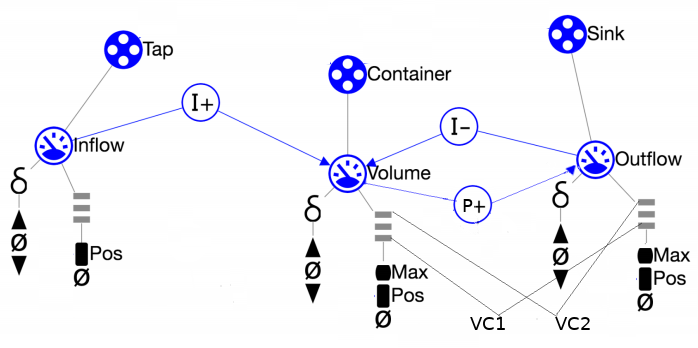 Tap
Sink
Container
I+
I-
Inflow
Volume
Outflow
P+
δ
δ
δ
Ø
Pos
Ø
Ø
Max
Pos
Ø
Ø
Max
Pos
Ø
VC1
VC2